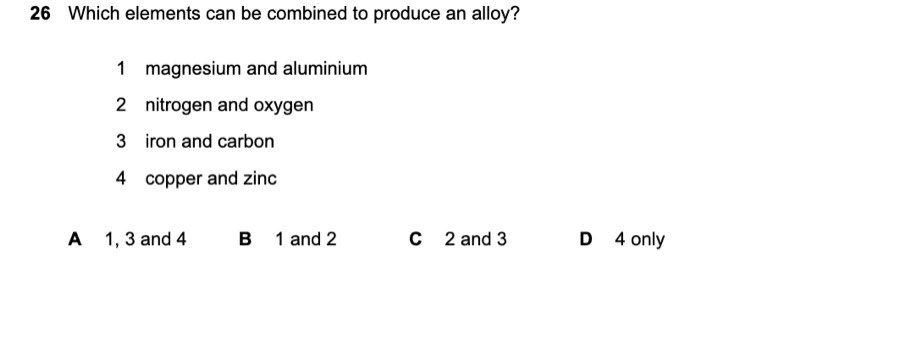 26 Which elements can be combined to produce an alloy?
1 magnesium and aluminium
2 nitrogen and oxygen
3 iron and carbon
4 copper and zinc
A 1, 3 and 4 B 1 and 2 C 2 and 3 D 4 only